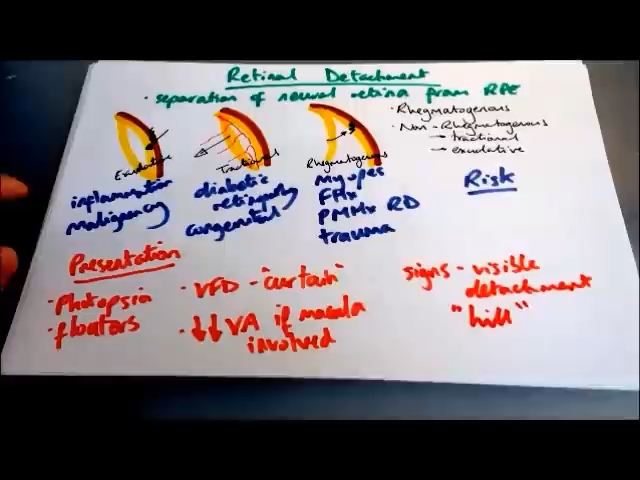 Retinal Detachment
· separation of neural retina from RPE
· Rhegmatogenous
· Non-Rhegmatogenous
→ tractional
→ exudative
Exudative
Tractional
Rhegmatogenous
inflammation
malignancy
diabetic
retinopathy
congenital
myopes
FHx
PMHx RD
trauma
Risk
Presentation
· Photopsia
· floaters
· VFD - "curtain"
· ↓↓ VA if macula
involved
signs - visible
detachment
"hill"